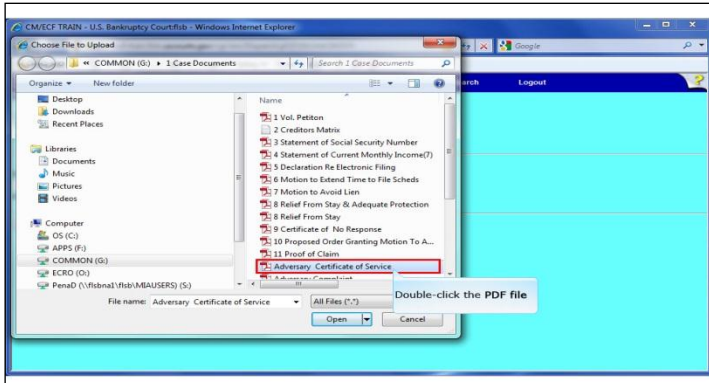 CM/ECF TRAIN - U.S. Bankruptcy Court:flsb - Windows Internet Explorer
Choose File to Upload
Google
« COMMON (G:) ▸ 1 Case Documents
Search 1 Case Documents
Organize ▾ New folder
arch Logout
Desktop
Downloads
Recent Places
Libraries
Documents
Music
Pictures
Videos
Computer
OS (C:)
APPS (F:)
COMMON (G:)
ECRO (O:)
PenaD (\\flsbna1\flsb\MIAUSERS) (S:)
Name
1 Vol. Petiton
2 Creditors Matrix
3 Statement of Social Security Number
4 Statement of Current Monthly Income(7)
5 Declaration Re Electronic Filing
6 Motion to Extend Time to File Scheds
7 Motion to Avoid Lien
8 Relief From Stay & Adequate Protection
8 Relief From Stay
9 Certificate of No Response
10 Proposed Order Granting Motion To A...
11 Proof of Claim
Adversary Certificate of Service
Adversary Complaint
Double-click the PDF file
File name: Adversary Certificate of Service
All Files (*.*)
Open Cancel